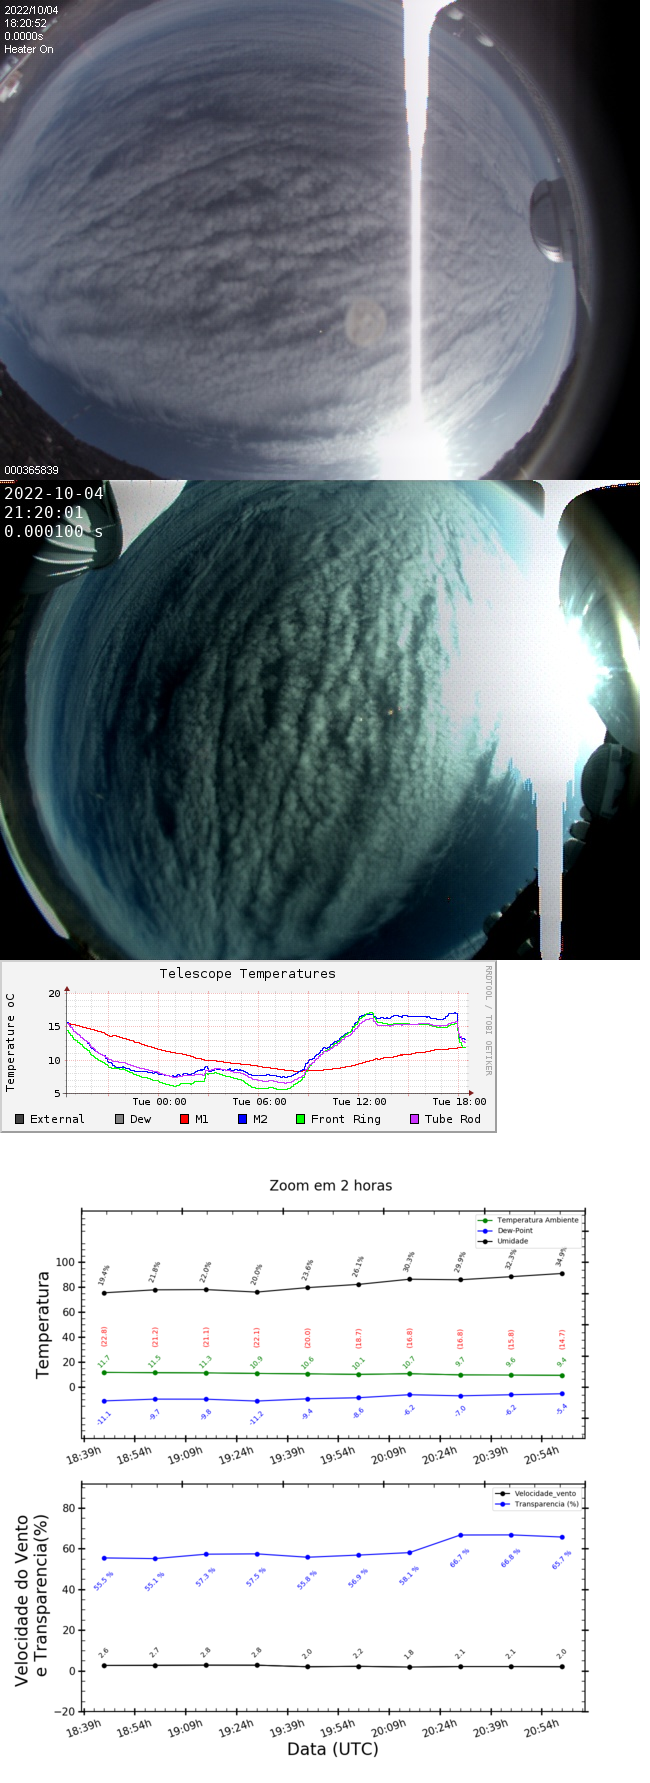 2022/10/04
18:20:52
0.0000s
Heater On
000365839
2022-10-04
21:20:01
0.000100 s
Telescope Temperatures
RRDTOOL / TOBI OETIKER
Temperature oC
20
15
10
5
Tue 00:00 Tue 06:00 Tue 12:00 Tue 18:00
External Dew M1 M2 Front Ring Tube Rod
Zoom em 2 horas
Temperatura Ambiente
Dew-Point
Umidade
Temperatura
100
80
60
40
20
0
19.4% 21.8% 22.0% 20.0% 23.6% 26.1% 30.3% 29.9% 32.3% 34.9%
(22.8) (21.2) (21.1) (22.1) (20.0) (18.7) (16.8) (16.8) (15.8) (14.7)
11.7 11.5 11.3 10.9 10.6 10.1 10.7 9.7 9.6 9.4
-11.1 -9.7 -9.8 -11.2 -9.4 -8.6 -6.2 -7.0 -6.2 -5.4
18:39h 18:54h 19:09h 19:24h 19:39h 19:54h 20:09h 20:24h 20:39h 20:54h
Velocidade_vento
Transparencia (%)
Velocidade do Vento
e Transparencia(%)
80
60
40
20
0
−20
55.5 % 55.1 % 57.3 % 57.5 % 55.8 % 56.9 % 58.1 % 66.7 % 66.8 % 65.7 %
2.6 2.7 2.8 2.8 2.0 2.2 1.8 2.1 2.1 2.0
18:39h 18:54h 19:09h 19:24h 19:39h 19:54h 20:09h 20:24h 20:39h 20:54h
Data (UTC)